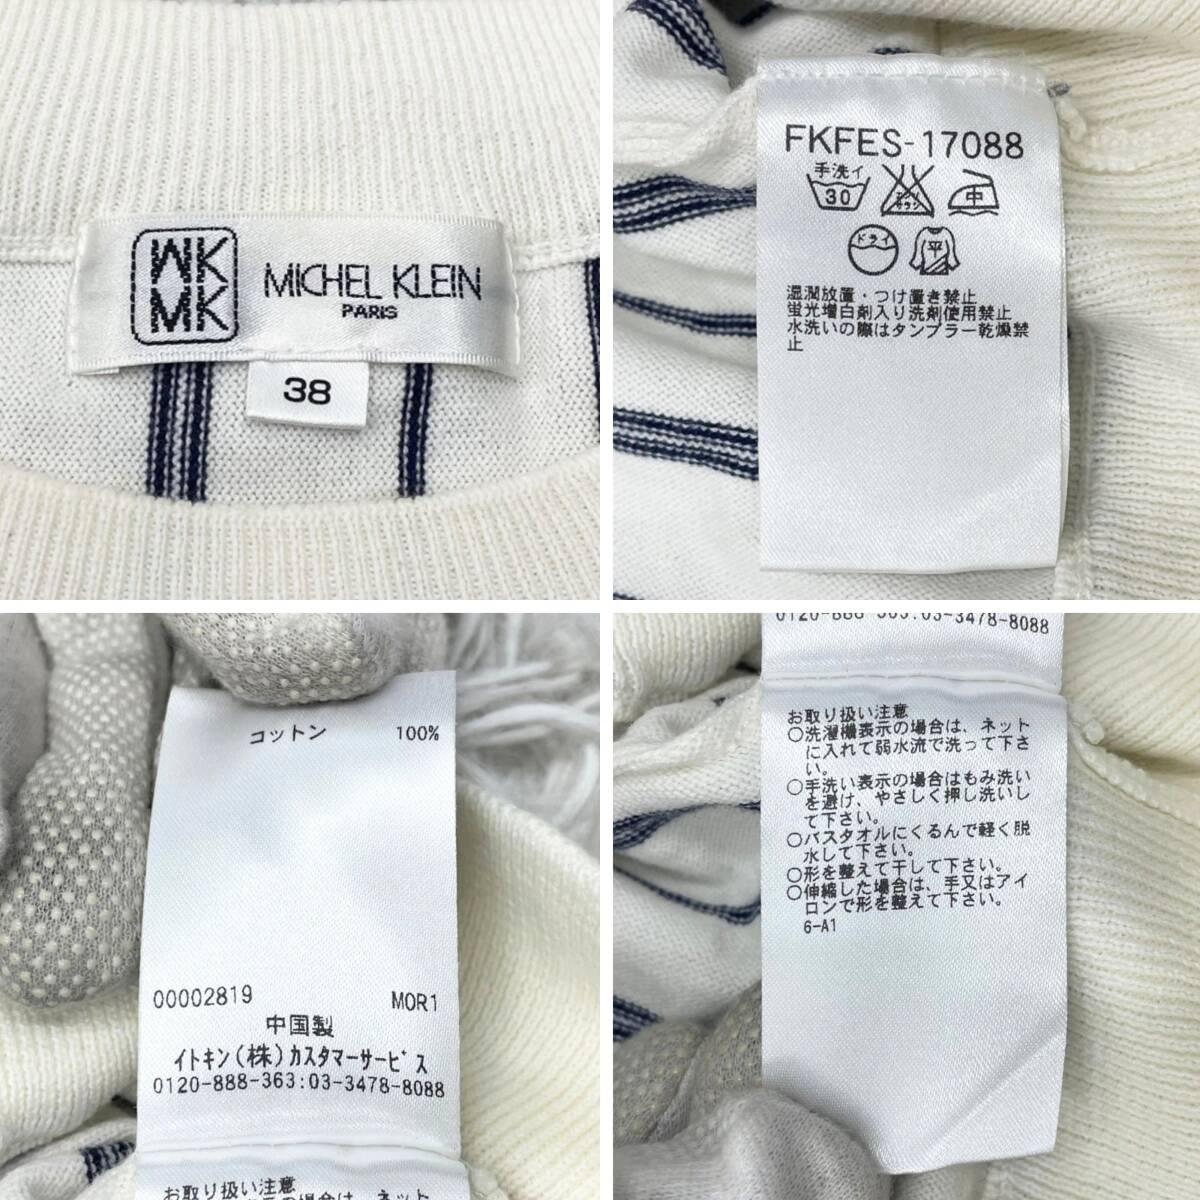 MK
MK
MICHEL KLEIN
PARIS
38
FKFES-17088
手洗イ
30
エンソ
サラシ
中
ドライ
平
湿潤放置・つけ置き禁止
蛍光増白剤入り洗剤使用禁止
水洗いの際はタンブラー乾燥禁
止
コットン 100%
00002819 MOR1
中国製
イトキン(株)カスタマーサービス
0120-888-363:03-3478-8088
お取り扱い注意
0120-888-363:03-3478-8088
お取り扱い注意
○洗濯機表示の場合は、ネット
に入れて弱水流で洗って下さ
い。
○手洗い表示の場合はもみ洗い
を避け、やさしく押し洗いし
て下さい。
○バスタオルにくるんで軽く脱
水して下さい。
○形を整えて干して下さい。
○伸縮した場合は、手又はアイ
ロンで形を整えて下さい。
6-A1